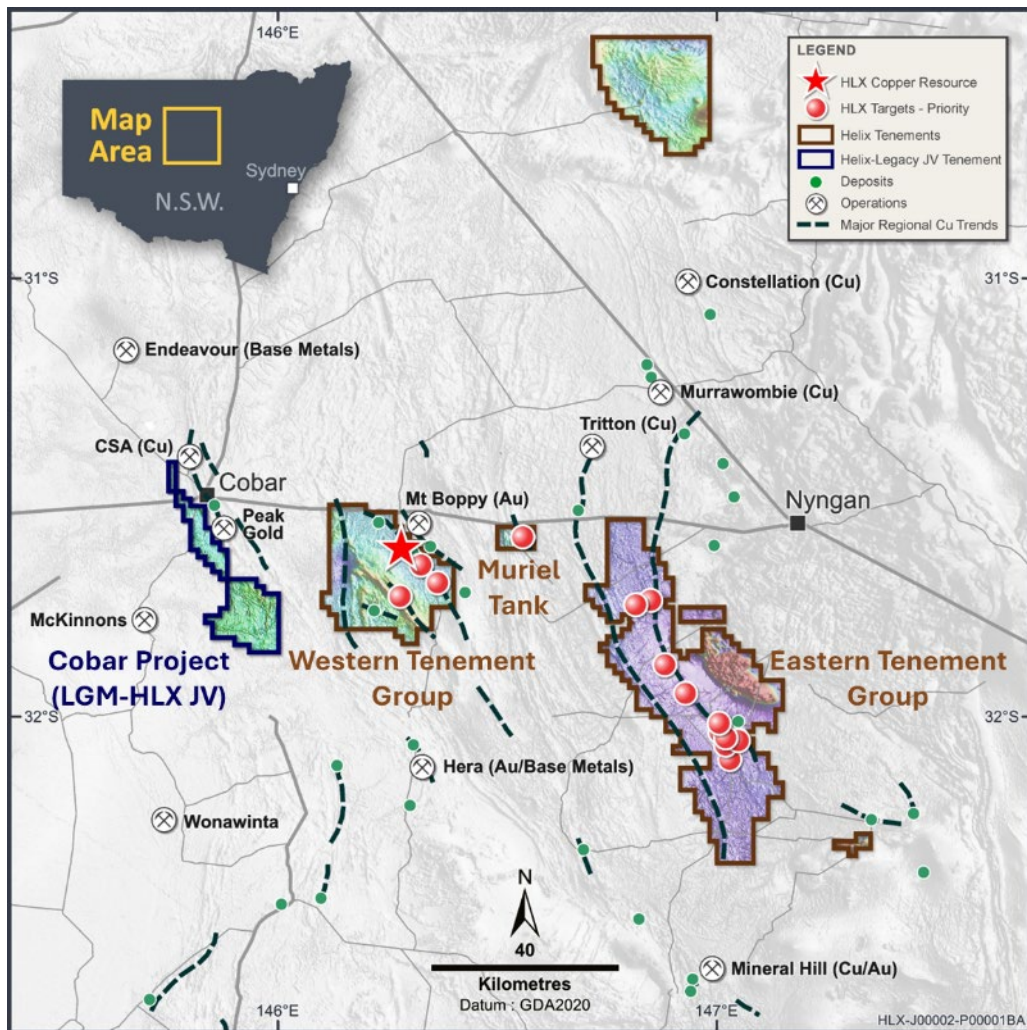 146°E
LEGEND
HLX Copper Resource
HLX Targets - Priority
Helix Tenements
Helix-Legacy JV Tenement
Deposits
Operations
Major Regional Cu Trends
Map
Area
Sydney
N.S.W.
31°S
31°S
Constellation (Cu)
Endeavour (Base Metals)
Murrawombie (Cu)
Tritton (Cu)
CSA (Cu)
Cobar
Mt Boppy (Au)
Nyngan
Peak
Gold
Muriel
Tank
McKinnons
Cobar Project
(LGM-HLX JV)
Western Tenement
Group
Eastern Tenement
Group
32°S
32°S
Hera (Au/Base Metals)
Wonawinta
N
40
Kilometres
Datum : GDA2020
Mineral Hill (Cu/Au)
146°E
147°E
HLX-J00002-P00001BA